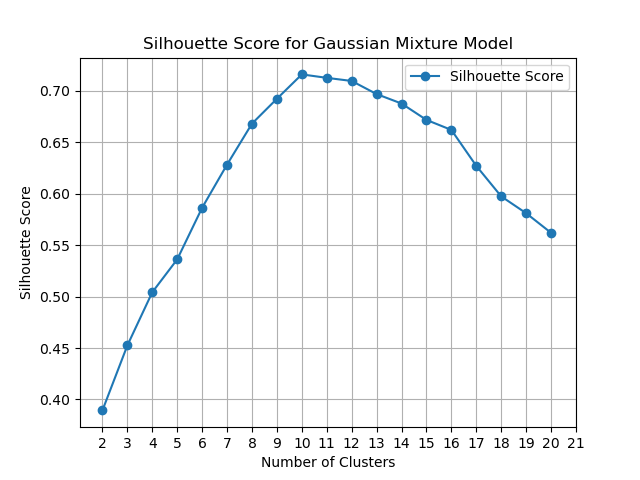 Silhouette Score for Gaussian Mixture Model
Silhouette Score
0.70
0.65
0.60
0.55
0.50
0.45
0.40
Silhouette Score
2 3 4 5 6 7 8 9 10 11 12 13 14 15 16 17 18 19 20 21
Number of Clusters